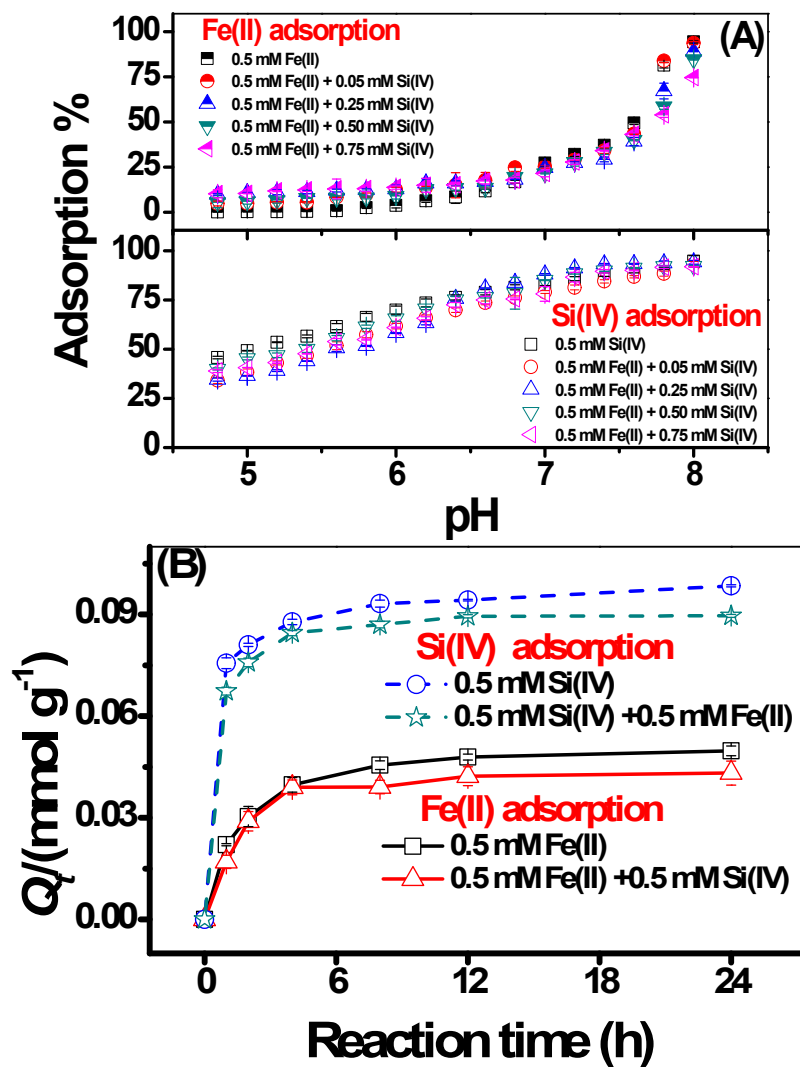 (A)
Fe(II) adsorption
0.5 mM Fe(II)
0.5 mM Fe(II) + 0.05 mM Si(IV)
0.5 mM Fe(II) + 0.25 mM Si(IV)
0.5 mM Fe(II) + 0.50 mM Si(IV)
0.5 mM Fe(II) + 0.75 mM Si(IV)
100
75
50
25
0
Adsorption %
100
75
50
25
0
Si(IV) adsorption
0.5 mM Si(IV)
0.5 mM Fe(II) + 0.05 mM Si(IV)
0.5 mM Fe(II) + 0.25 mM Si(IV)
0.5 mM Fe(II) + 0.50 mM Si(IV)
0.5 mM Fe(II) + 0.75 mM Si(IV)
5 6 7 8
pH
(B)
0.09
0.06
0.03
0.00
Qt/(mmol g-1)
Si(IV) adsorption
0.5 mM Si(IV)
0.5 mM Si(IV) +0.5 mM Fe(II)
Fe(II) adsorption
0.5 mM Fe(II)
0.5 mM Fe(II) +0.5 mM Si(IV)
0 6 12 18 24
Reaction time (h)